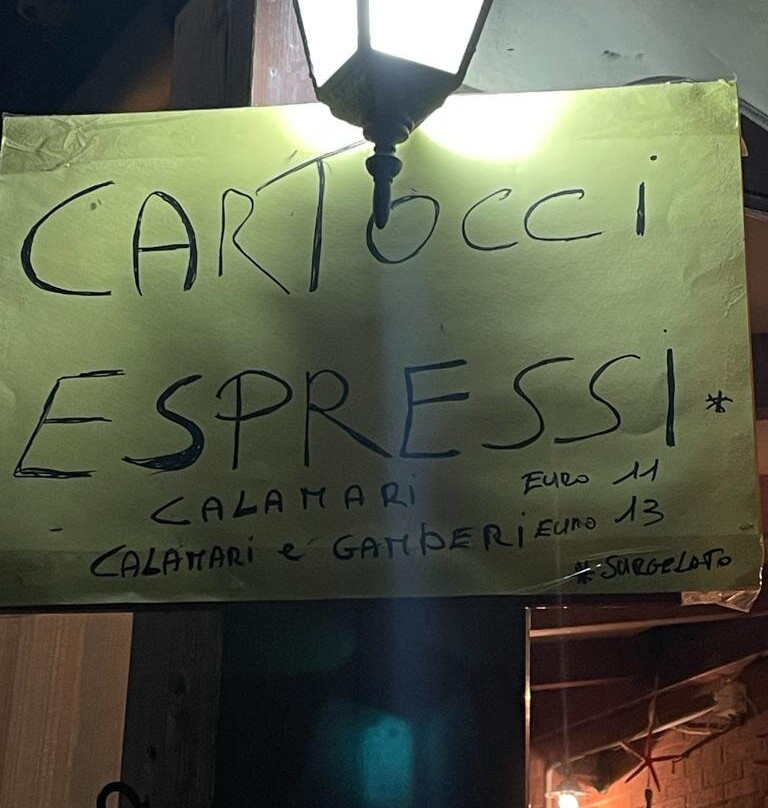 CARTOCCI
ESPRESSI*
CALAMARI EURO 11
CALAMARI e GAMBERI EURO 13
*SURGELATO